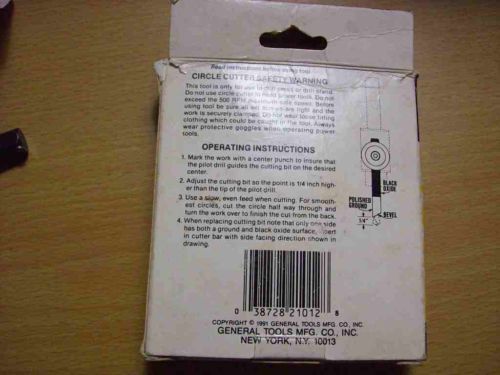 Read instructions before using tool
CIRCLE CUTTER SAFETY WARNING
This tool is only for use in drill press or drill stand.
Do not use circle cutter in hand power tools. Do not
exceed the 500 RPM maximum safe speed. Before
using tool be sure all set screws are tight and the
work is securely clamped. Do not wear loose fitting
clothing which could be caught in the tool. Always
wear protective goggles when operating power
tools.
OPERATING INSTRUCTIONS
1. Mark the work with a center punch to insure that
the pilot drill guides the cutting bit on the desired
center.
2. Adjust the cutting bit so the point is 1/4 inch high-
er than the tip of the pilot drill.
3. Use a slow, even feed when cutting. For smooth-
est circles, cut the circle half way through and
turn the work over to finish the cut from the back.
4. When replacing cutting bit note that only one side
has both a ground and black oxide surface. Insert
in cutter bar with side facing direction shown in
drawing.
BLACK
OXIDE
POLISHED
GROUND
BEVEL
1/4"
0 38728 21012 8
COPYRIGHT © 1991 GENERAL TOOLS MFG. CO., INC.
GENERAL TOOLS MFG. CO., INC.
NEW YORK, N.Y. 10013